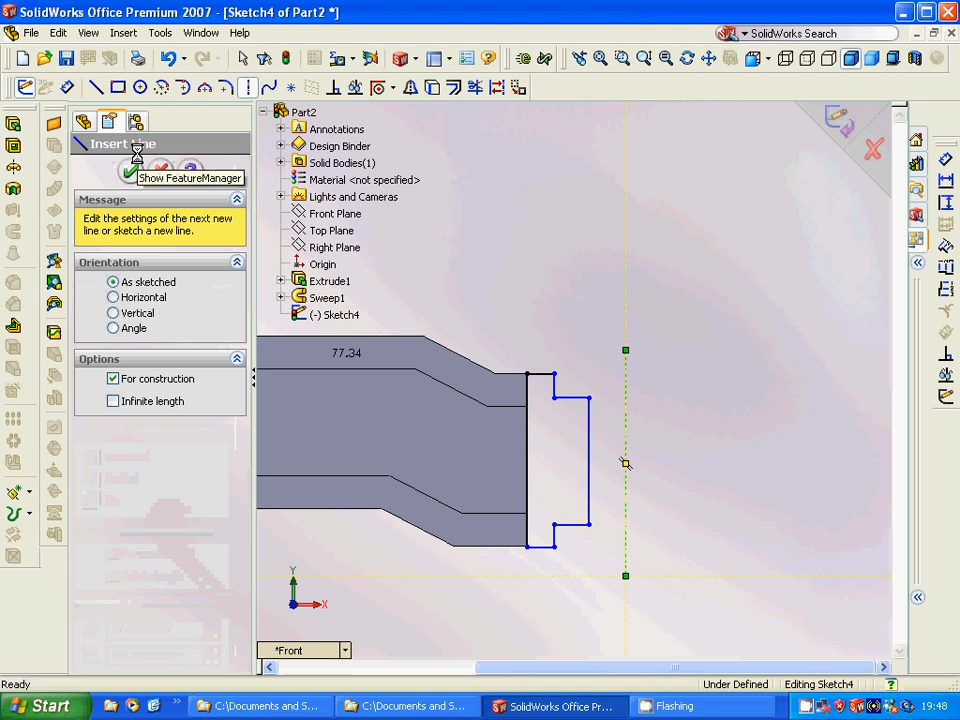 SolidWorks Office Premium 2007 - [Sketch4 of Part2 *]
File Edit View Insert Tools Window Help
SolidWorks Search
Insert Line
Show FeatureManager
Message
Edit the settings of the next new
line or sketch a new line.
Orientation
As sketched
Horizontal
Vertical
Angle
Options
For construction
Infinite length
Part2
Annotations
Design Binder
Solid Bodies(1)
Material <not specified>
Lights and Cameras
Front Plane
Top Plane
Right Plane
Origin
Extrude1
Sweep1
(-) Sketch4
77.34
Y
X
*Front
Ready
Under Defined
Editing Sketch4
Start
C:\Documents and S...
C:\Documents and S...
SolidWorks Office Pr...
Flashing
19:48